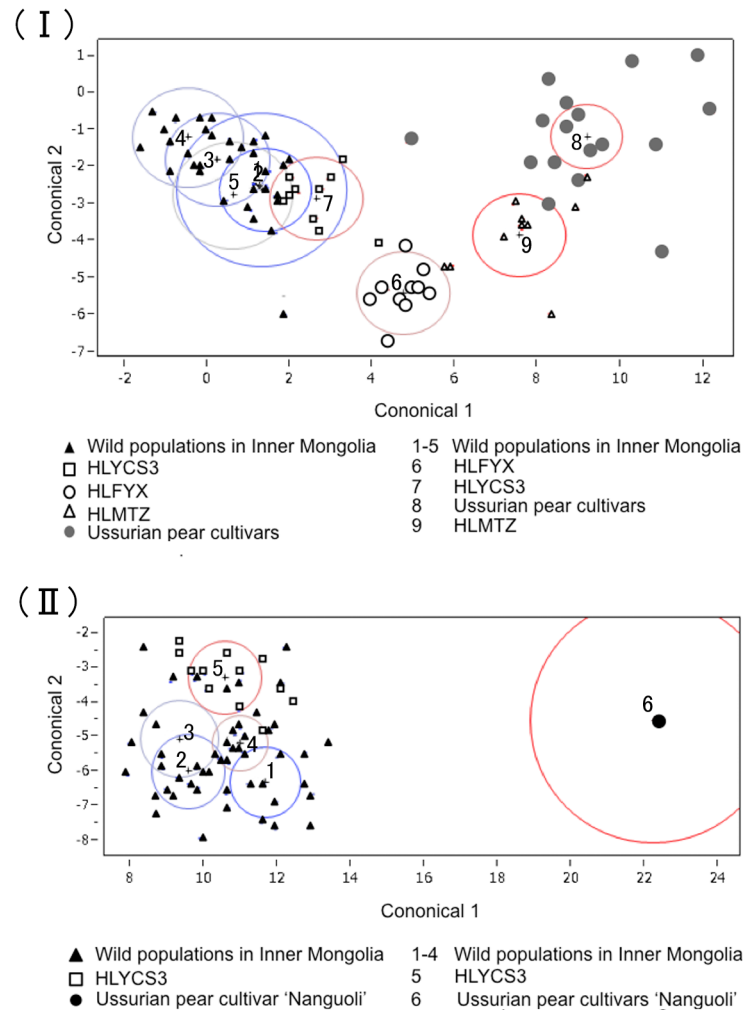 (Ⅰ)
Cononical 2
1
0
-1
-2
-3
-4
-5
-6
-7
4
3
5
2
7
6
8
9
-2 0 2 4 6 8 10 12
Cononical 1
Wild populations in Inner Mongolia
HLYCS3
HLFYX
HLMTZ
Ussurian pear cultivars
1-5 Wild populations in Inner Mongolia
6 HLFYX
7 HLYCS3
8 Ussurian pear cultivars
9 HLMTZ
(Ⅱ)
Cononical 2
-2
-3
-4
-5
-6
-7
-8
5
3
4
2
1
6
8 10 12 14 16 18 20 22 24
Cononical 1
Wild populations in Inner Mongolia
HLYCS3
Ussurian pear cultivar ‘Nanguoli’
1-4 Wild populations in Inner Mongolia
5 HLYCS3
6 Ussurian pear cultivars ‘Nanguoli’